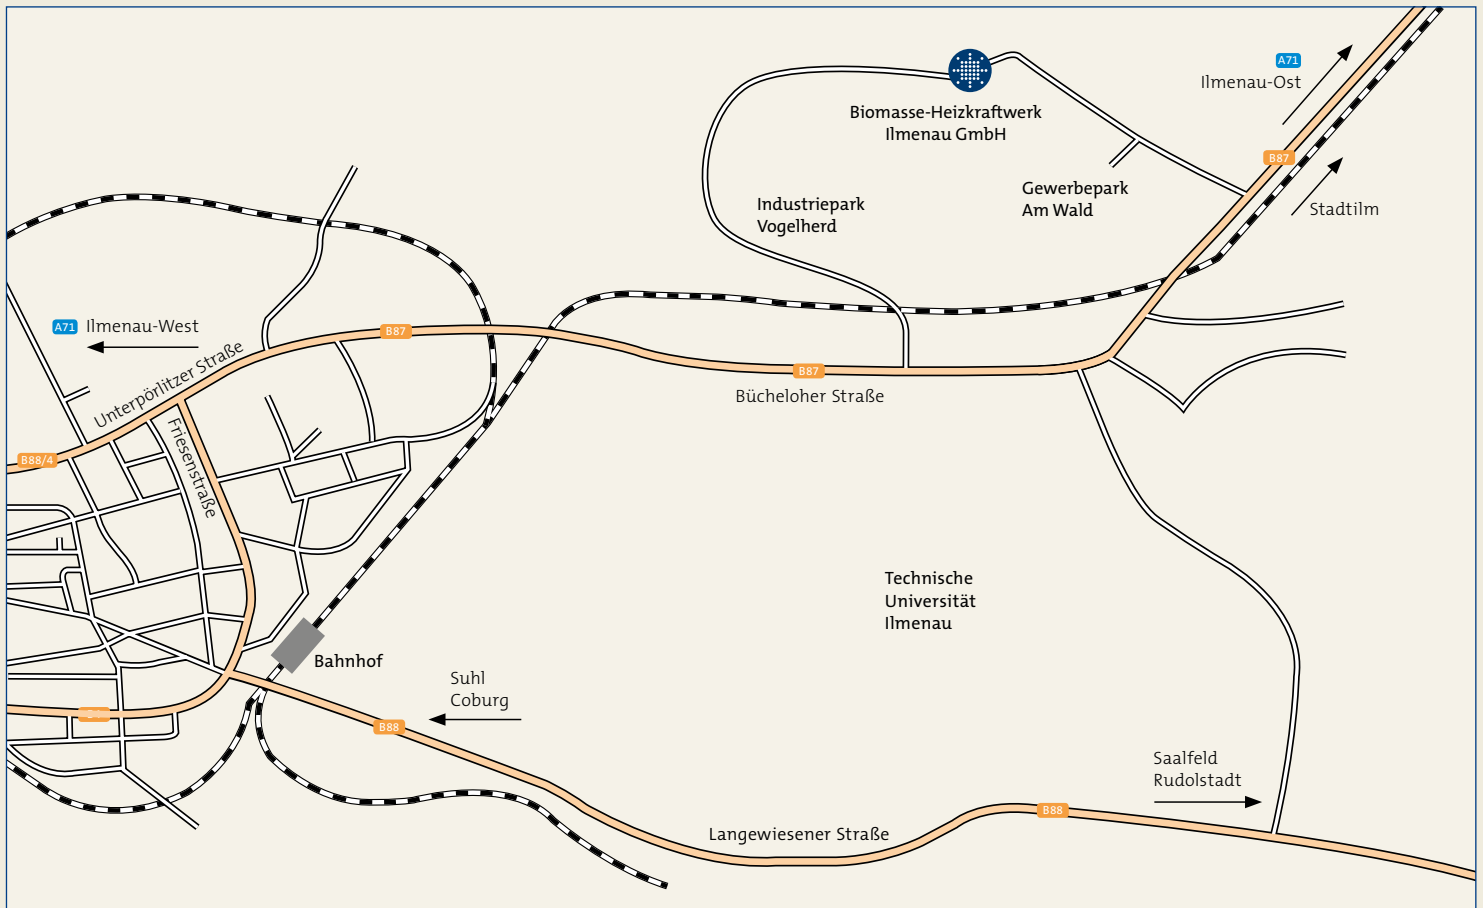 A71
Ilmenau-Ost
Biomasse-Heizkraftwerk
Ilmenau GmbH
B87
Gewerbepark
Am Wald
Stadtilm
Industriepark
Vogelherd
A71 Ilmenau-West
B87
Unterpörlitzer Straße
B87
Bücheloher Straße
Friesenstraße
B88/4
Technische
Universität
Ilmenau
Bahnhof
Suhl
Coburg
B88
Saalfeld
Rudolstadt
B88
Langewiesener Straße